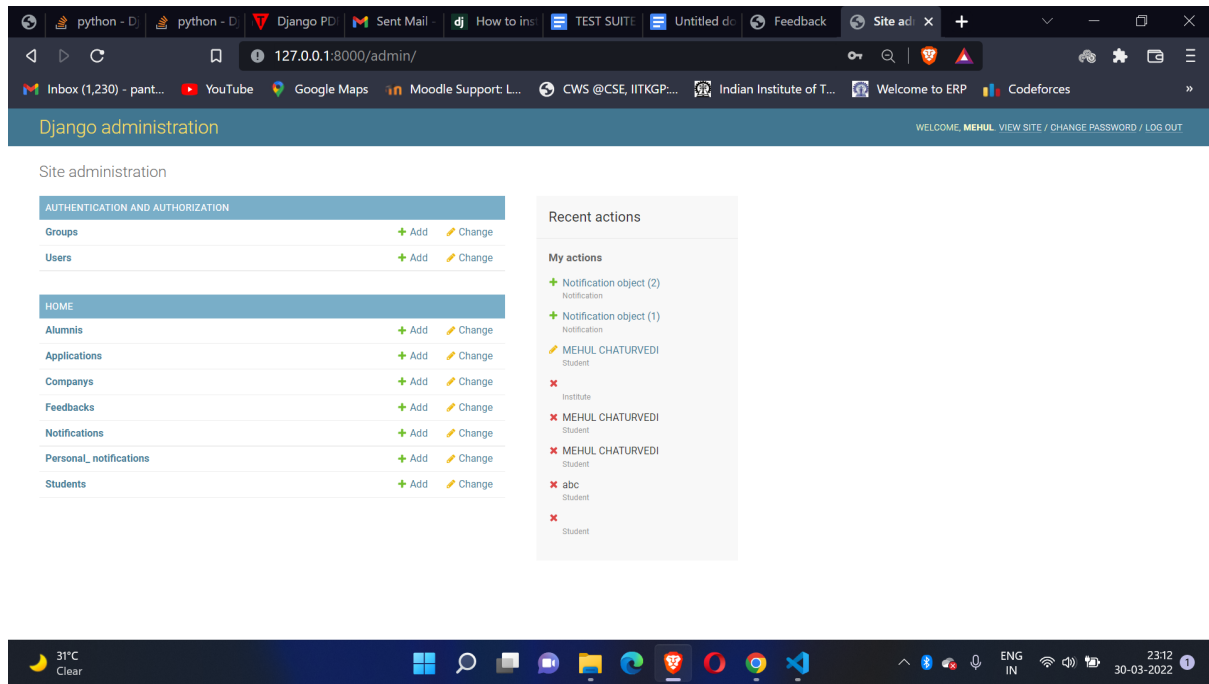 python - Dj python - Dj Django PDF Sent Mail - How to inst TEST SUITE Untitled do Feedback Site adm
127.0.0.1:8000/admin/
Inbox (1,230) - pant... YouTube Google Maps Moodle Support: L... CWS @CSE, IITKGP:... Indian Institute of T... Welcome to ERP Codeforces »
Django administration
WELCOME, MEHUL. VIEW SITE / CHANGE PASSWORD / LOG OUT
Site administration
AUTHENTICATION AND AUTHORIZATION
Groups + Add Change
Users + Add Change
HOME
Alumnis + Add Change
Applications + Add Change
Companys + Add Change
Feedbacks + Add Change
Notifications + Add Change
Personal_ notifications + Add Change
Students + Add Change
Recent actions
My actions
Notification object (2)
Notification
Notification object (1)
Notification
MEHUL CHATURVEDI
Student
Institute
MEHUL CHATURVEDI
Student
MEHUL CHATURVEDI
Student
abc
Student
Student
31°C
Clear
ENG
IN
23:12
30-03-2022
1